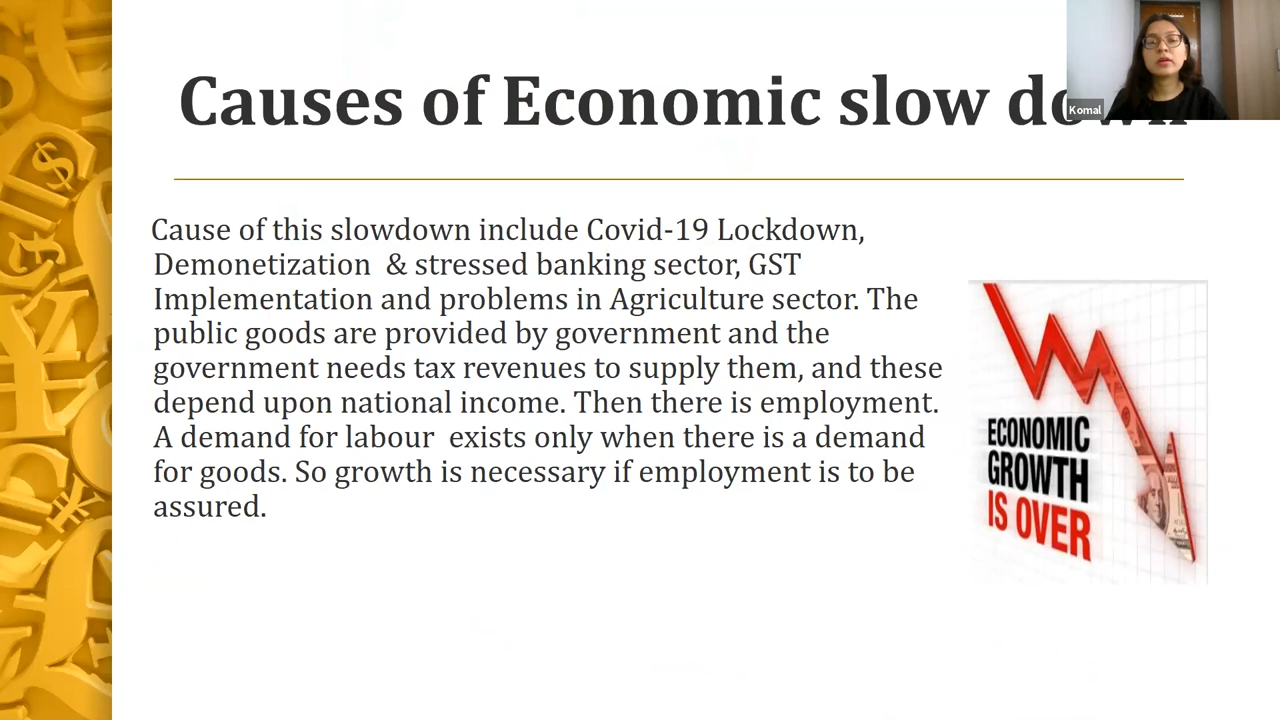 Causes of Economic slow down
Komal
Cause of this slowdown include Covid-19 Lockdown,
Demonetization & stressed banking sector, GST
Implementation and problems in Agriculture sector. The
public goods are provided by government and the
government needs tax revenues to supply them, and these
depend upon national income. Then there is employment.
A demand for labour exists only when there is a demand
for goods. So growth is necessary if employment is to be
assured.
ECONOMIC
GROWTH
IS OVER